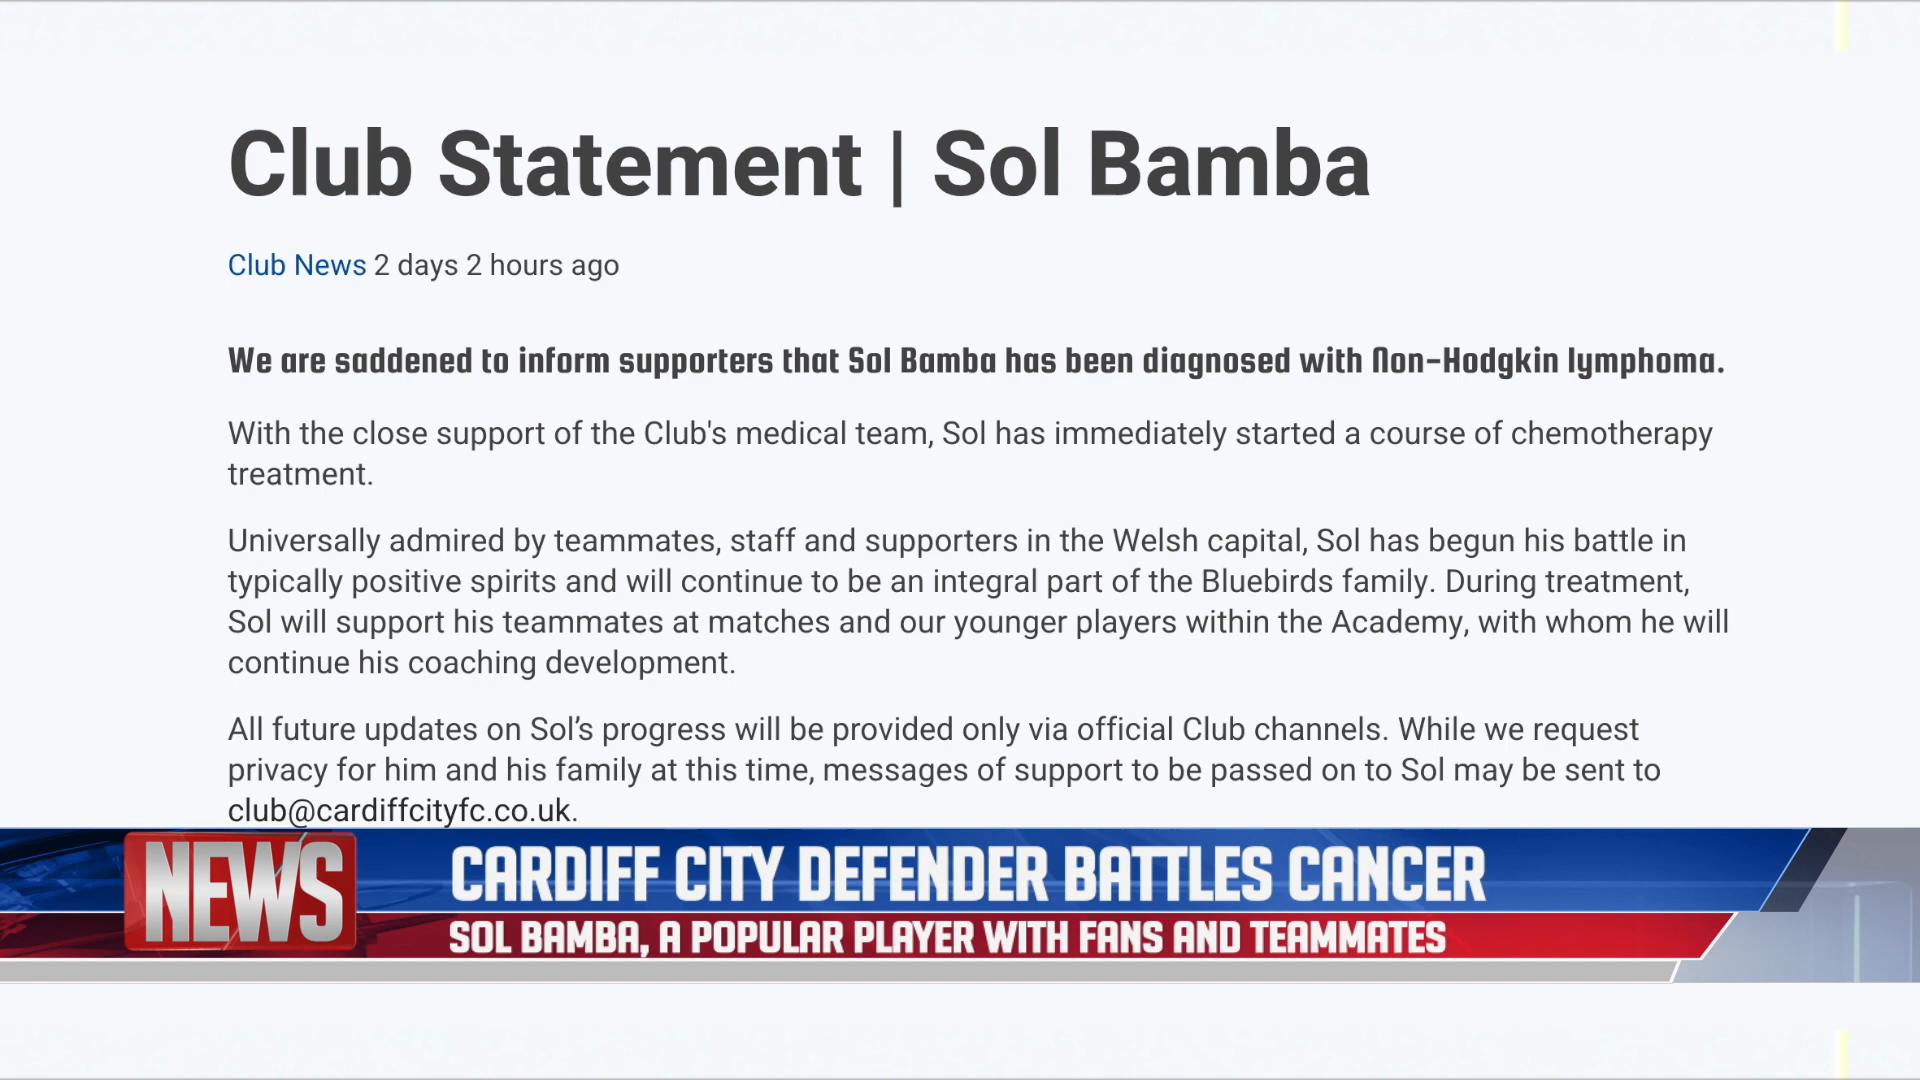 Club Statement | Sol Bamba
Club News 2 days 2 hours ago
We are saddened to inform supporters that Sol Bamba has been diagnosed with Non-Hodgkin lymphoma.
With the close support of the Club's medical team, Sol has immediately started a course of chemotherapy
treatment.
Universally admired by teammates, staff and supporters in the Welsh capital, Sol has begun his battle in
typically positive spirits and will continue to be an integral part of the Bluebirds family. During treatment,
Sol will support his teammates at matches and our younger players within the Academy, with whom he will
continue his coaching development.
All future updates on Sol’s progress will be provided only via official Club channels. While we request
privacy for him and his family at this time, messages of support to be passed on to Sol may be sent to
club@cardiffcityfc.co.uk.
NEWS
CARDIFF CITY DEFENDER BATTLES CANCER
SOL BAMBA, A POPULAR PLAYER WITH FANS AND TEAMMATES